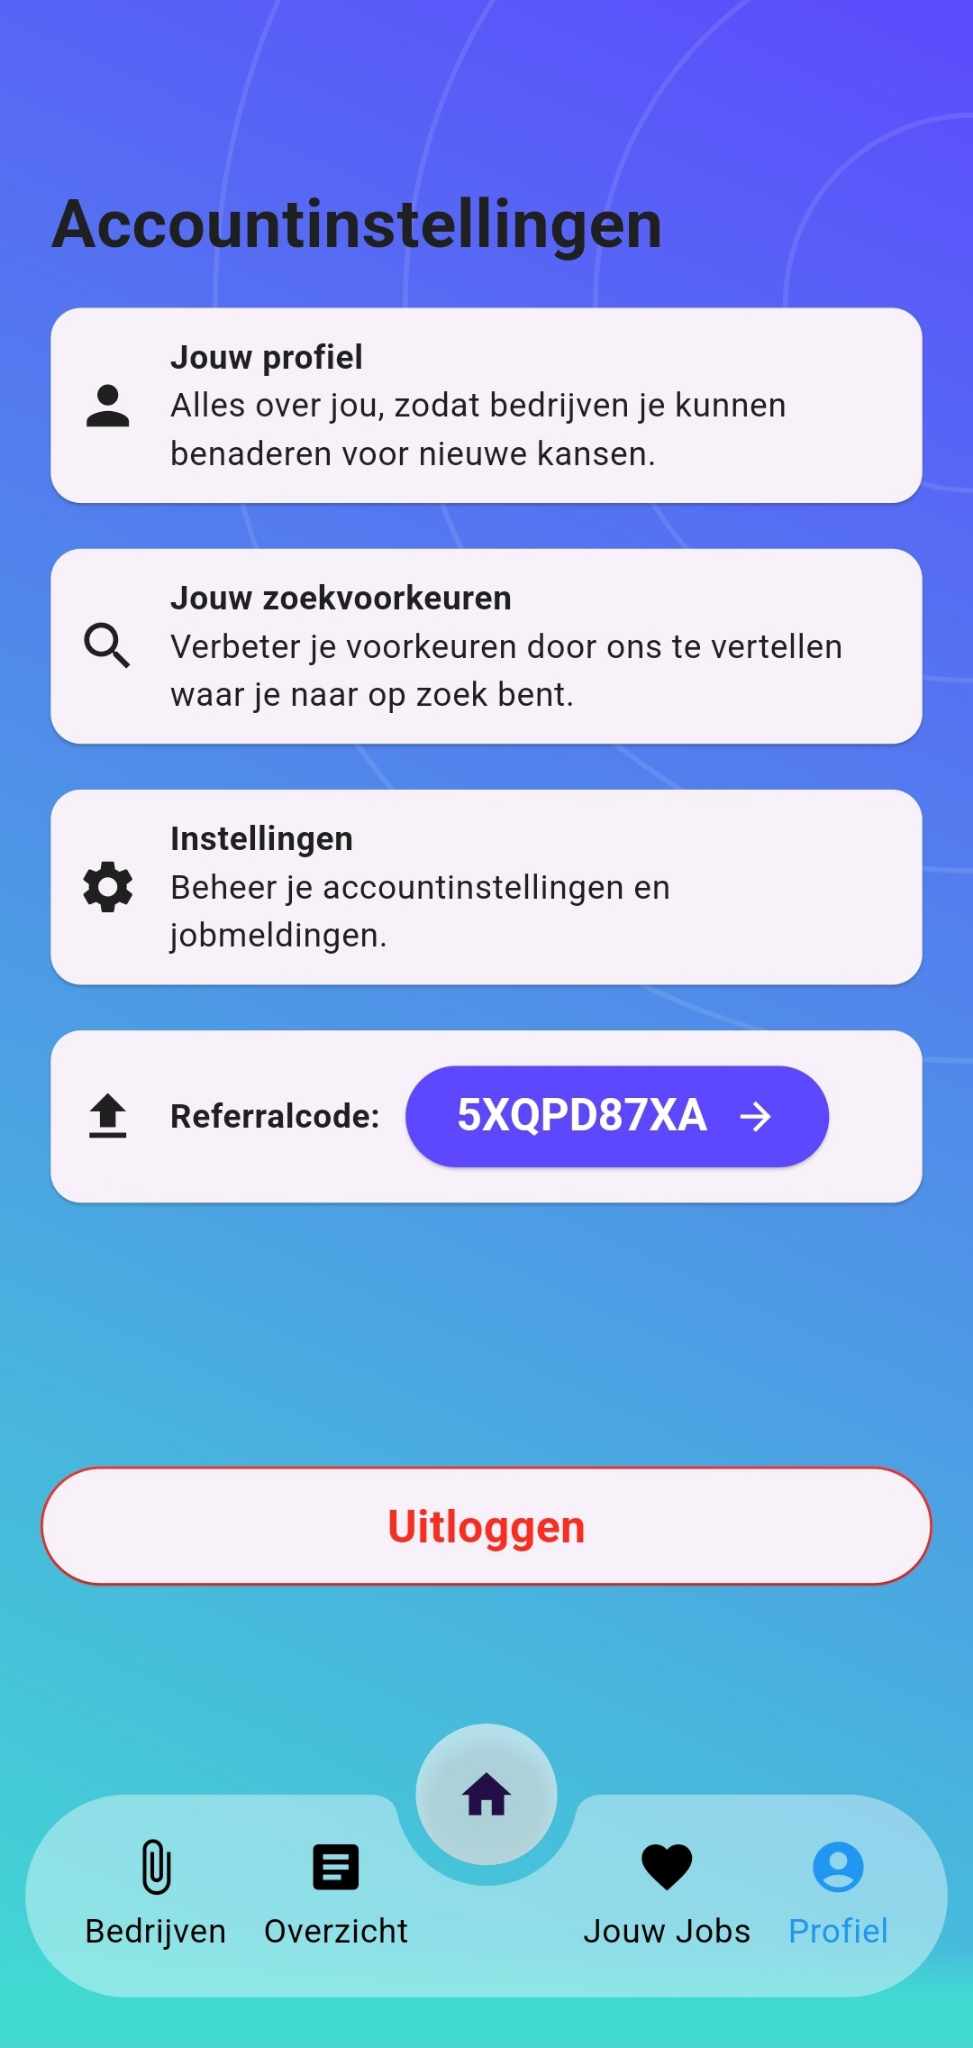 Accountinstellingen
Jouw profiel
Alles over jou, zodat bedrijven je kunnen
benaderen voor nieuwe kansen.
Jouw zoekvoorkeuren
Verbeter je voorkeuren door ons te vertellen
waar je naar op zoek bent.
Instellingen
Beheer je accountinstellingen en
jobmeldingen.
Referralcode: 5XQPD87XA
Uitloggen
Bedrijven Overzicht Jouw Jobs Profiel